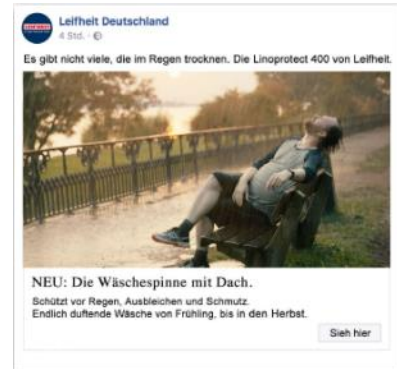 Leifheit Deutschland
4 Std. ·
Es gibt nicht viele, die im Regen trocknen. Die Linoprotect 400 von Leifheit.
NEU: Die Wäschespinne mit Dach.
Schützt vor Regen, Ausbleichen und Schmutz.
Endlich duftende Wäsche von Frühling, bis in den Herbst.
Sieh hier